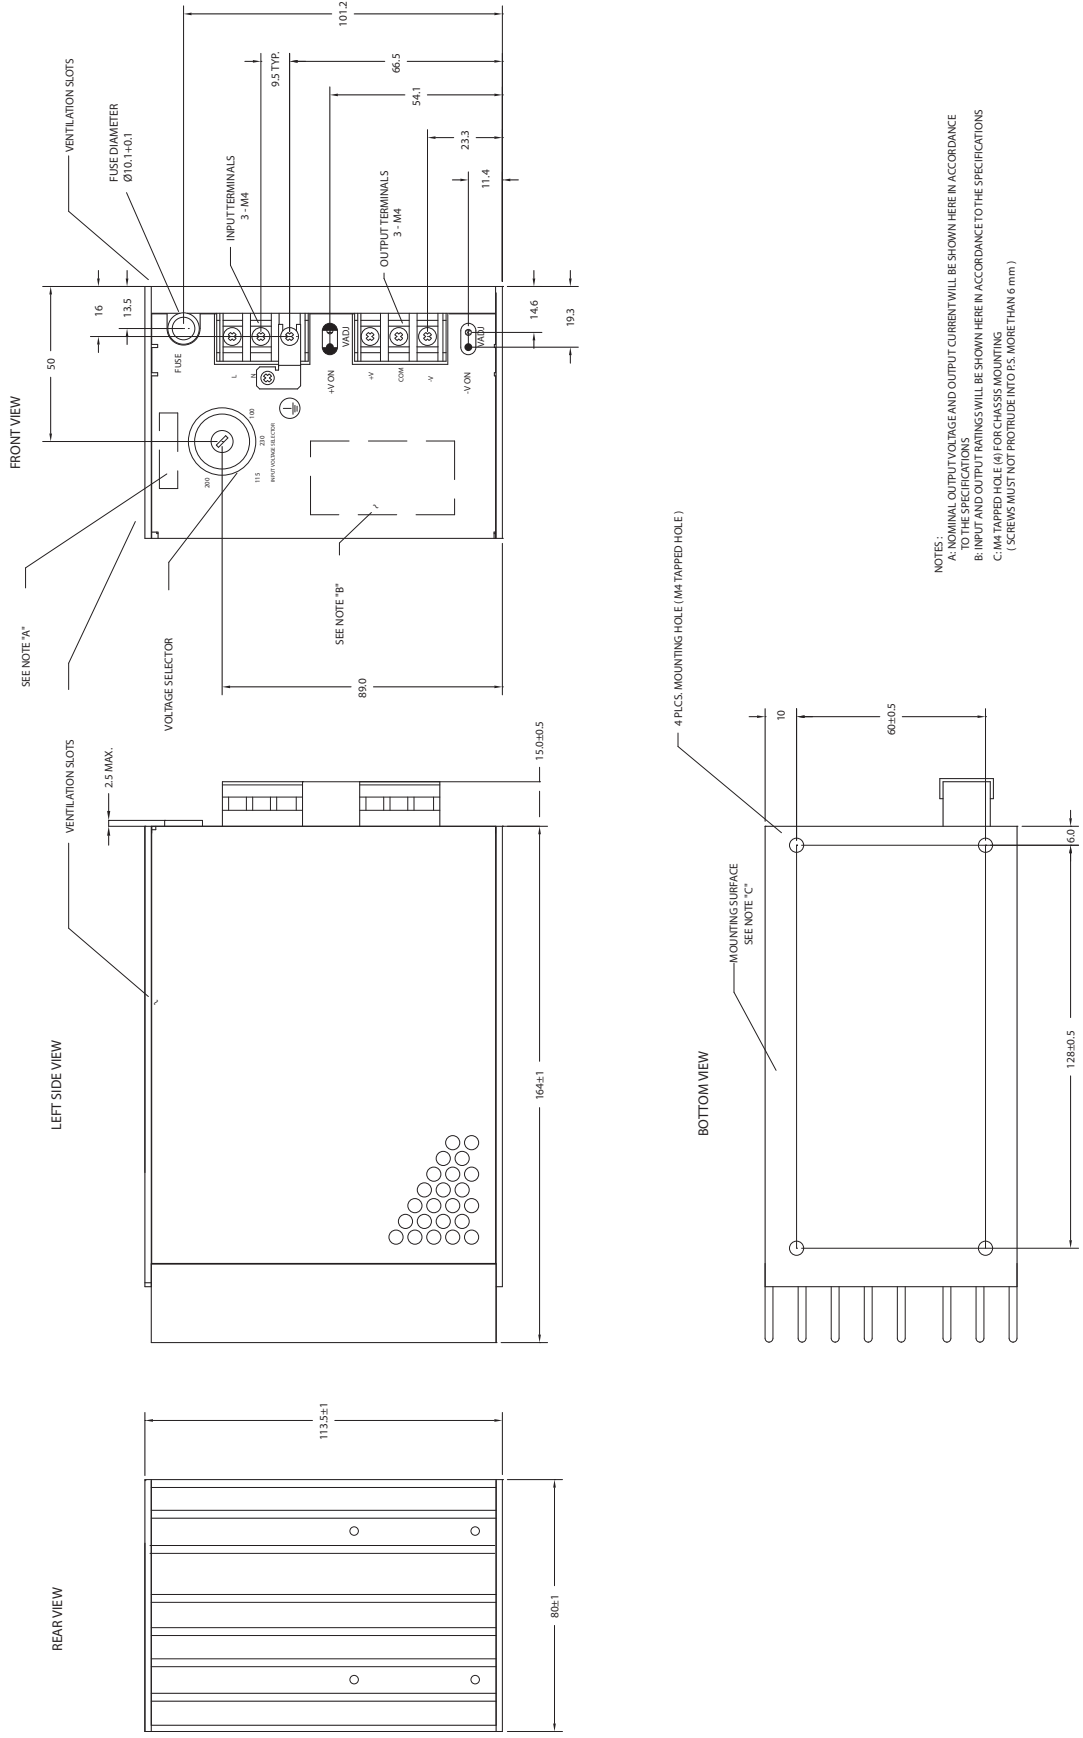 REAR VIEW
113.5±1
80±1
LEFT SIDE VIEW
VENTILATION SLOTS
2.5 MAX.
15.0±0.5
164±1
FRONT VIEW
SEE NOTE "A"
VOLTAGE SELECTOR
SEE NOTE "B"
89.0
50
16
13.5
VENTILATION SLOTS
FUSE DIAMETER
Ø10.1+0.1
INPUT TERMINALS
3 - M4
OUTPUT TERMINALS
3 - M4
101.2
9.5 TYP.
66.5
54.1
23.3
11.4
14.6
19.3
FUSE
L
N
+V ON
VADJ
+V
COM
-V
-V ON
VADJ
200
115
230
100
INPUT VOLTAGE SELECTOR
BOTTOM VIEW
MOUNTING SURFACE
SEE NOTE "C"
4 PLCS. MOUNTING HOLE ( M4 TAPPED HOLE )
10
60±0.5
6.0
128±0.5
NOTES :
A: NOMINAL OUTPUT VOLTAGE AND OUTPUT CURRENT WILL BE SHOWN HERE IN ACCORDANCE
TO THE SPECIFICATIONS
B: INPUT AND OUTPUT RATINGS WILL BE SHOWN HERE IN ACCORDANCE TO THE SPECIFICATIONS
C: M4 TAPPED HOLE (4) FOR CHASSIS MOUNTING
( SCREWS MUST NOT PROTRUDE INTO P.S. MORE THAN 6 mm )